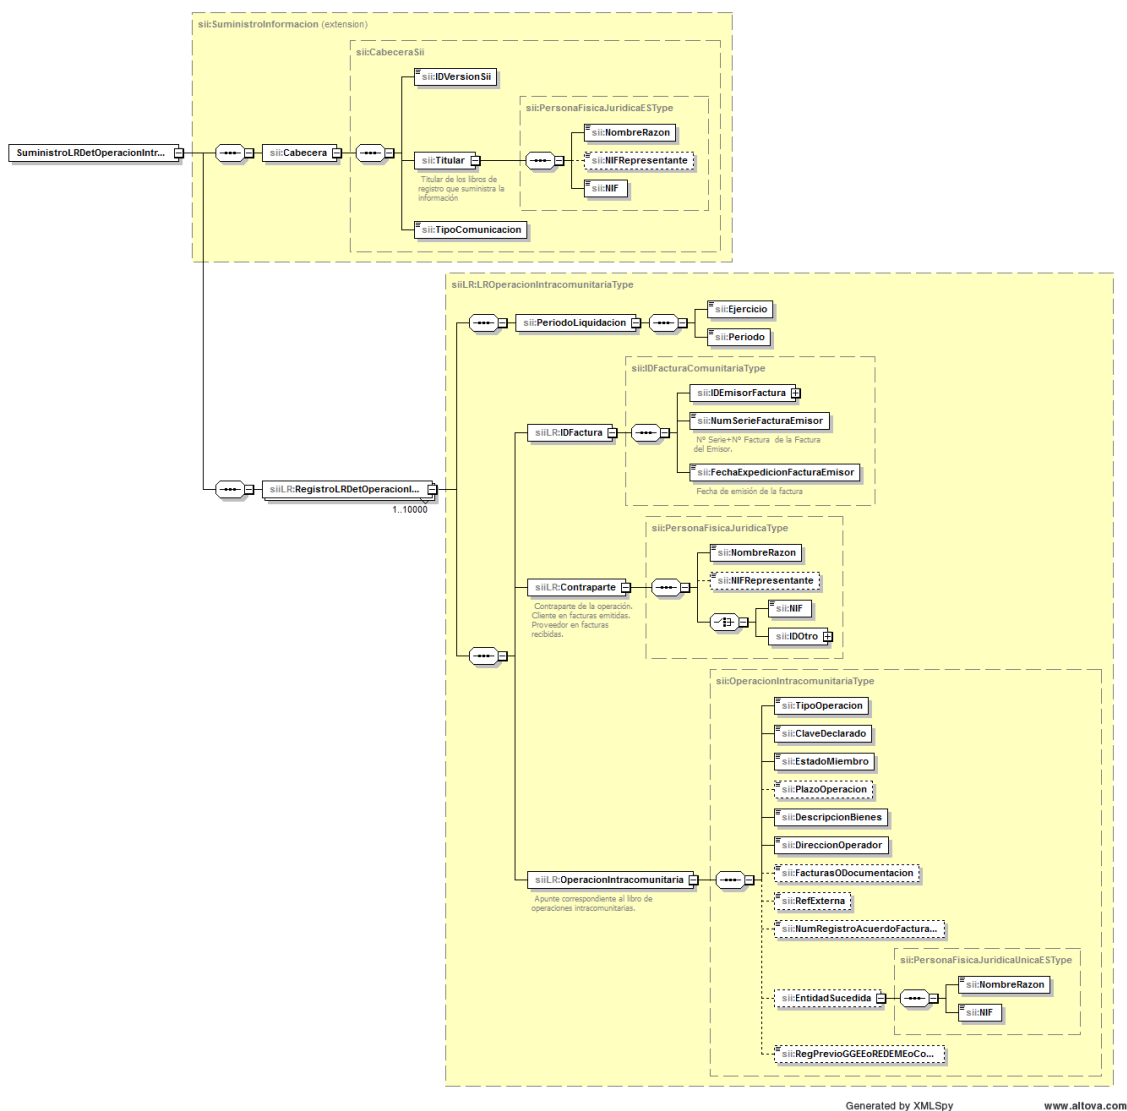 sii:SuministroInformacion (extension)
sii:CabeceraSii
sii:IDVersionSii
sii:PersonaFisicaJuridicaESType
sii:NombreRazon
SuministroLRDetOperacionIntr...
sii:Cabecera
sii:Titular
sii:NIFRepresentante
Titular de los libros de
registro que suministra la
información
sii:NIF
sii:TipoComunicacion
siiLR:LROperacionIntracomunitariaType
sii:PeriodoLiquidacion
sii:Ejercicio
sii:Periodo
sii:IDFacturaComunitariaType
sii:IDEmisorFactura
sii:NumSerieFacturaEmisor
Nº Serie+Nº Factura de la Factura
del Emisor.
siiLR:IDFactura
sii:FechaExpedicionFacturaEmisor
Fecha de emisión de la factura
siiLR:RegistroLRDetOperacionI...
1..10000
sii:PersonaFisicaJuridicaType
sii:NombreRazon
siiLR:Contraparte
sii:NIFRepresentante
Contraparte de la operación.
Cliente en facturas emitidas.
Proveedor en facturas
recibidas.
sii:NIF
sii:IDOtro
sii:OperacionIntracomunitariaType
sii:TipoOperacion
sii:ClaveDeclarado
sii:EstadoMiembro
sii:PlazoOperacion
sii:DescripcionBienes
sii:DireccionOperador
siiLR:OperacionIntracomunitaria
Apunte correspondiente al libro de
operaciones intracomunitarias.
sii:FacturasODocumentacion
sii:RefExterna
sii:NumRegistroAcuerdoFactura...
sii:PersonaFisicaJuridicaUnicaESType
sii:NombreRazon
sii:EntidadSucedida
sii:NIF
sii:RegPrevioGGEEoREDEMEoCo...
Generated by XMLSpy
www.altova.com